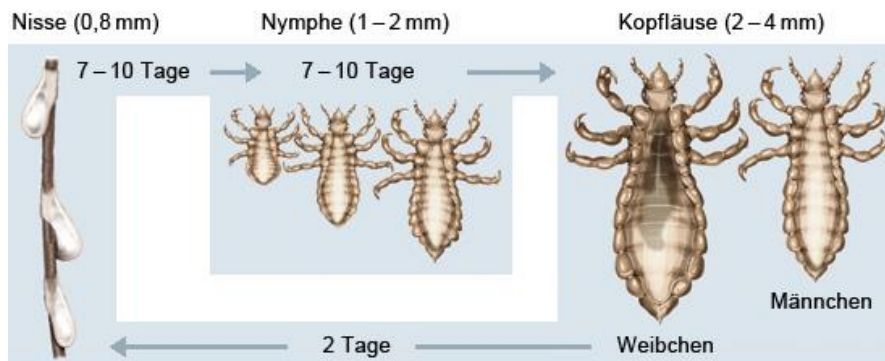 Nisse (0,8 mm)
Nymphe (1 – 2 mm)
Kopfläuse (2 – 4 mm)
7 – 10 Tage
7 – 10 Tage
Männchen
2 Tage
Weibchen